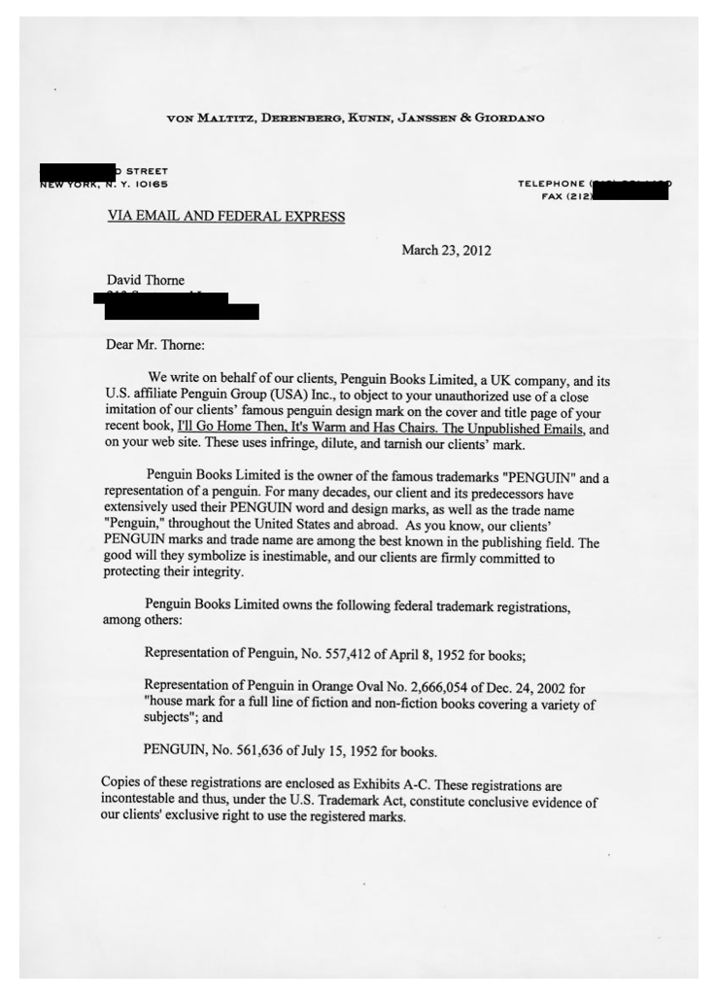 VON MALTITZ, DERENBERG, KUNIN, JANSSEN & GIORDANO
STREET
NEW YORK, N. Y. 10165
TELEPHONE
FAX (212)
VIA EMAIL AND FEDERAL EXPRESS
March 23, 2012
David Thorne
Dear Mr. Thorne:
We write on behalf of our clients, Penguin Books Limited, a UK company, and its
U.S. affiliate Penguin Group (USA) Inc., to object to your unauthorized use of a close
imitation of our clients' famous penguin design mark on the cover and title page of your
recent book, I'll Go Home Then, It's Warm and Has Chairs. The Unpublished Emails, and
on your web site. These uses infringe, dilute, and tarnish our clients' mark.
Penguin Books Limited is the owner of the famous trademarks "PENGUIN" and a
representation of a penguin. For many decades, our client and its predecessors have
extensively used their PENGUIN word and design marks, as well as the trade name
"Penguin," throughout the United States and abroad. As you know, our clients'
PENGUIN marks and trade name are among the best known in the publishing field. The
good will they symbolize is inestimable, and our clients are firmly committed to
protecting their integrity.
Penguin Books Limited owns the following federal trademark registrations,
among others:
Representation of Penguin, No. 557,412 of April 8, 1952 for books;
Representation of Penguin in Orange Oval No. 2,666,054 of Dec. 24, 2002 for
"house mark for a full line of fiction and non-fiction books covering a variety of
subjects"; and
PENGUIN, No. 561,636 of July 15, 1952 for books.
Copies of these registrations are enclosed as Exhibits A-C. These registrations are
incontestable and thus, under the U.S. Trademark Act, constitute conclusive evidence of
our clients' exclusive right to use the registered marks.